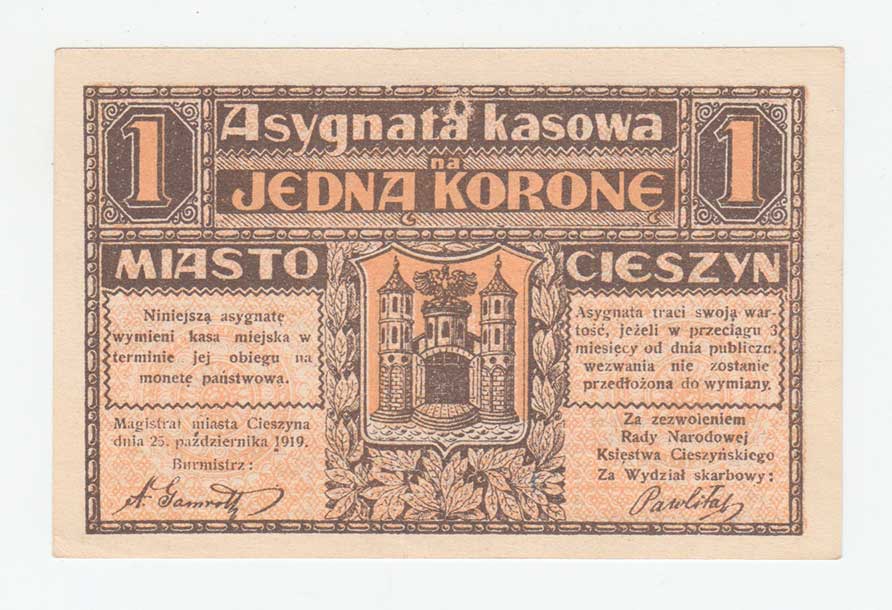 1
Asygnata kasowa
na
JEDNĄ KORONĘ
1
MIASTO
CIESZYN
Niniejszą asygnatę
wymieni kasa miejska w
terminie jej obiegu na
monetę państwową.
Asygnata traci swoją war-
tość, jeżeli w przeciągu 3
miesięcy od dnia publiczn.
wezwania nie zostanie
przedłożona do wymiany.
Magistrat miasta Cieszyna
dnia 25. października 1919.
Burmistrz:
Za zezwoleniem
Rady Narodowej
Księstwa Cieszyńskiego
Za Wydział skarbowy: